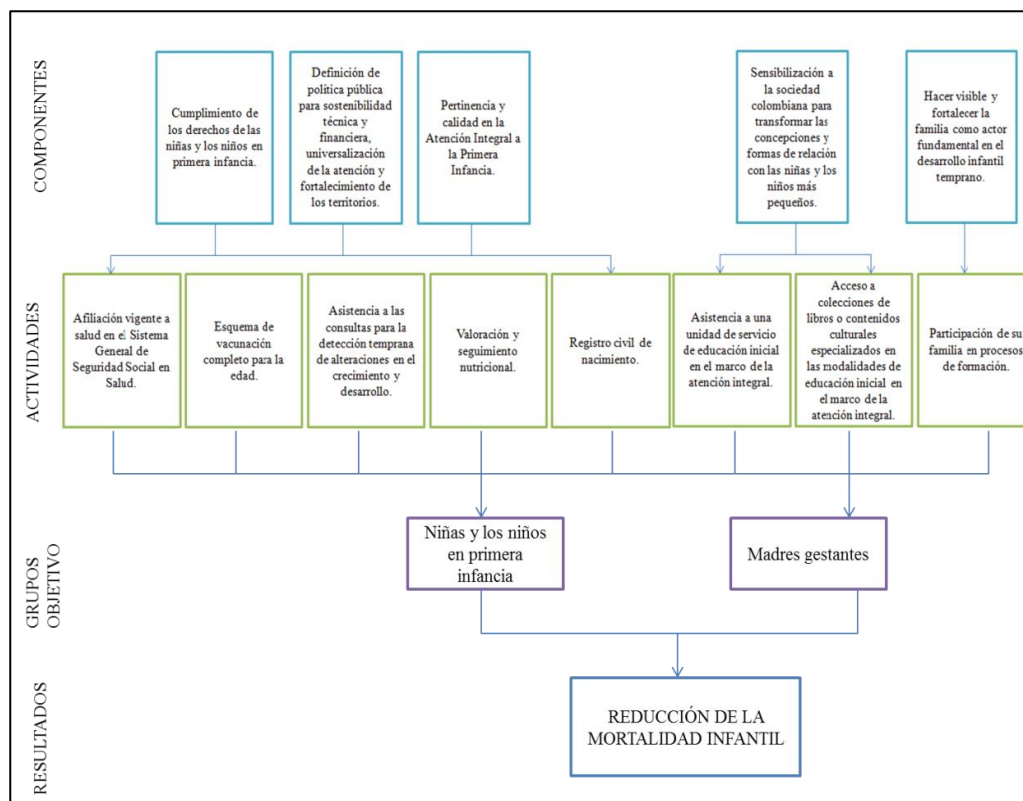 COMPONENTES
Cumplimiento de
los derechos de las
niñas y los niños en
primera infancia.
Definición de
política pública
para sostenibilidad
técnica y
financiera,
universalización
de la atención y
fortalecimiento de
los territorios.
Pertinencia y
calidad en la
Atención Integral a
la Primera
Infancia.
Sensibilización a
la sociedad
colombiana para
transformar las
concepciones y
formas de relación
con las niñas y los
niños más
pequeños.
Hacer visible y
fortalecer la
familia como actor
fundamental en el
desarrollo infantil
temprano.
ACTIVIDADES
Afiliación vigente a
salud en el Sistema
General de
Seguridad Social en
Salud.
Esquema de
vacunación
completo para la
edad.
Asistencia a las
consultas para la
detección temprana
de alteraciones en el
crecimiento y
desarrollo.
Valoración y
seguimiento
nutricional.
Registro civil de
nacimiento.
Asistencia a una
unidad de servicio
de educación inicial
en el marco de la
atención integral.
Acceso a
colecciones de
libros o contenidos
culturales
especializados en
las modalidades de
educación inicial en
el marco de la
atención integral.
Participación de su
familia en procesos
de formación.
GRUPOS
OBJETIVO
Niñas y los niños
en primera
infancia
Madres gestantes
RESULTADOS
REDUCCIÓN DE LA
MORTALIDAD INFANTIL